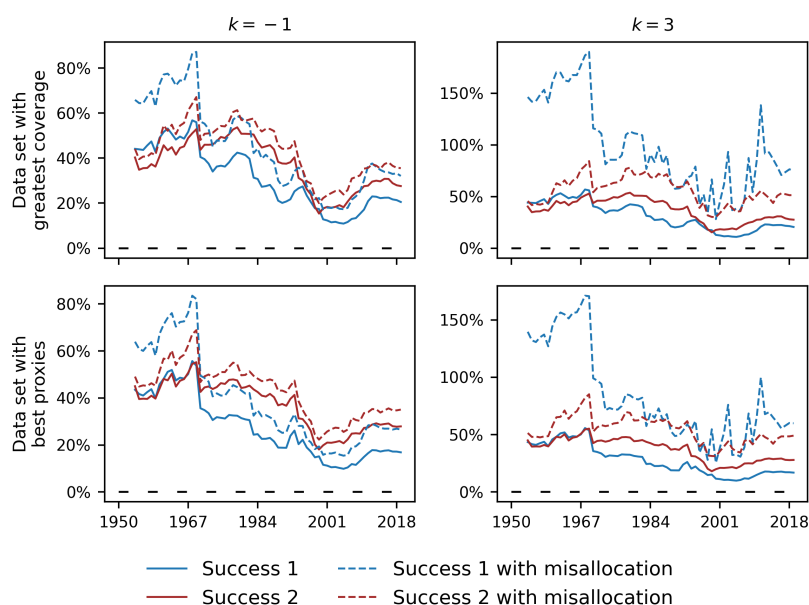 k = −1
k = 3
Data set with
greatest coverage
80%
60%
40%
20%
0%
150%
100%
50%
0%
Data set with
best proxies
80%
60%
40%
20%
0%
150%
100%
50%
0%
1950 1967 1984 2001 2018
1950 1967 1984 2001 2018
Success 1
Success 1 with misallocation
Success 2
Success 2 with misallocation